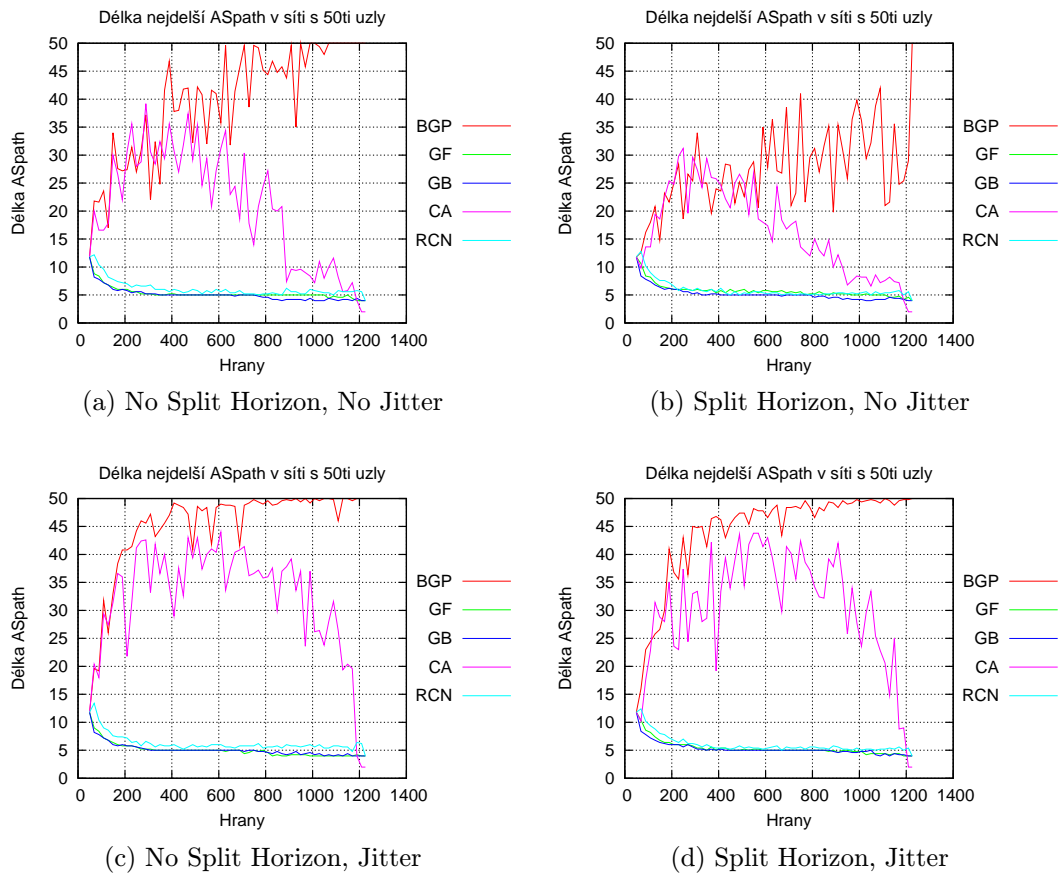 Délka nejdelší ASpath v síti s 50ti uzly
50
45
40
35
30
25
20
15
10
5
0
Délka ASpath
0 200 400 600 800 1000 1200 1400
Hrany
BGP
GF
GB
CA
RCN
(a) No Split Horizon, No Jitter
Délka nejdelší ASpath v síti s 50ti uzly
50
45
40
35
30
25
20
15
10
5
0
Délka ASpath
0 200 400 600 800 1000 1200 1400
Hrany
BGP
GF
GB
CA
RCN
(b) Split Horizon, No Jitter
Délka nejdelší ASpath v síti s 50ti uzly
50
45
40
35
30
25
20
15
10
5
0
Délka ASpath
0 200 400 600 800 1000 1200 1400
Hrany
BGP
GF
GB
CA
RCN
(c) No Split Horizon, Jitter
Délka nejdelší ASpath v síti s 50ti uzly
50
45
40
35
30
25
20
15
10
5
0
Délka ASpath
0 200 400 600 800 1000 1200 1400
Hrany
BGP
GF
GB
CA
RCN
(d) Split Horizon, Jitter